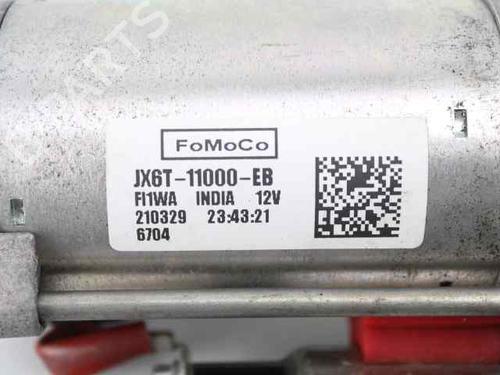 FoMoCo
JX6T-11000-EB
FI1WA INDIA 12V
210329 23:43:21
6704